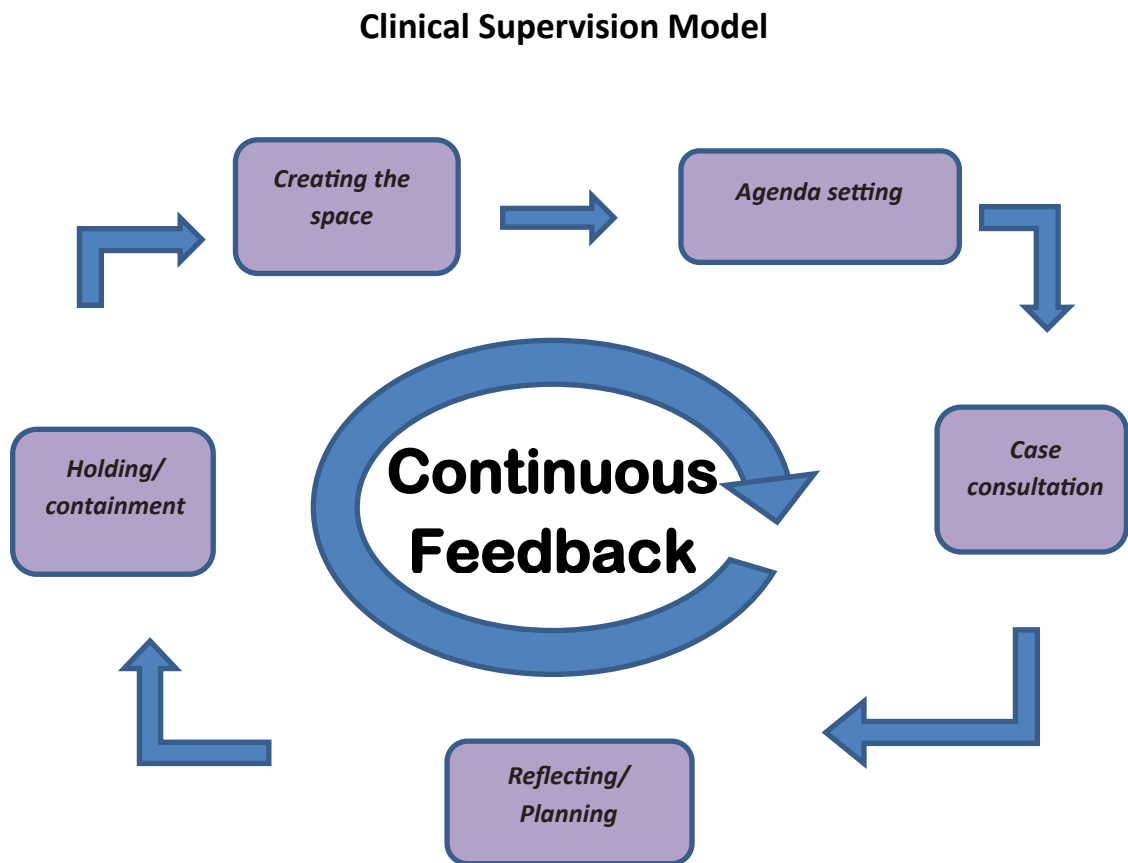 Clinical Supervision Model
Creating the
space
Agenda setting
Case
consultation
Reflecting/
Planning
Holding/
containment
Continuous
Feedback